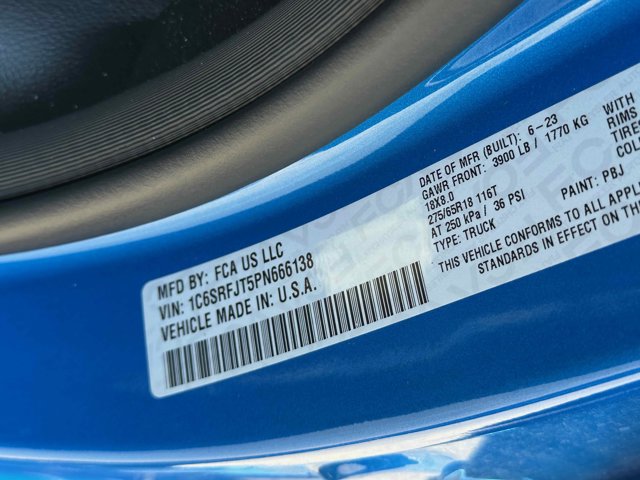 MFD BY: FCA US LLC
VIN: 1C6SRFJT5PN666138
VEHICLE MADE IN: U.S.A.
DATE OF MFR (BUILT): 6-23
GAWR FRONT: 3900 LB / 1770 KG
18X8.0
275/65R18 116T
AT 250 kPa / 36 PSI
TYPE: TRUCK
PAINT: PBJ
THIS VEHICLE CONFORMS TO ALL APPL
STANDARDS IN EFFECT ON THE
WITH
RIMS
TIRES
COL